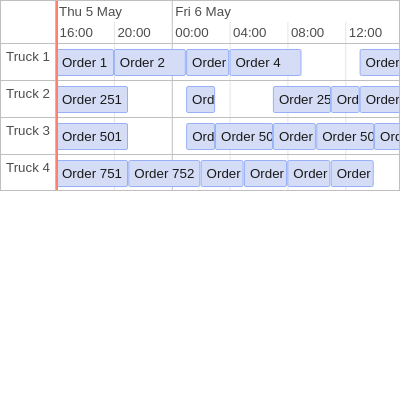 Thu 5 May Fri 6 May
16:00 20:00 00:00 04:00 08:00 12:00
Truck 1 Order 1 Order 2 Order Order 4 Order
Truck 2 Order 251 Ord Order 25 Ord Order
Truck 3 Order 501 Ord Order 50 Order Order 50 Ord
Truck 4 Order 751 Order 752 Order Order Order Order